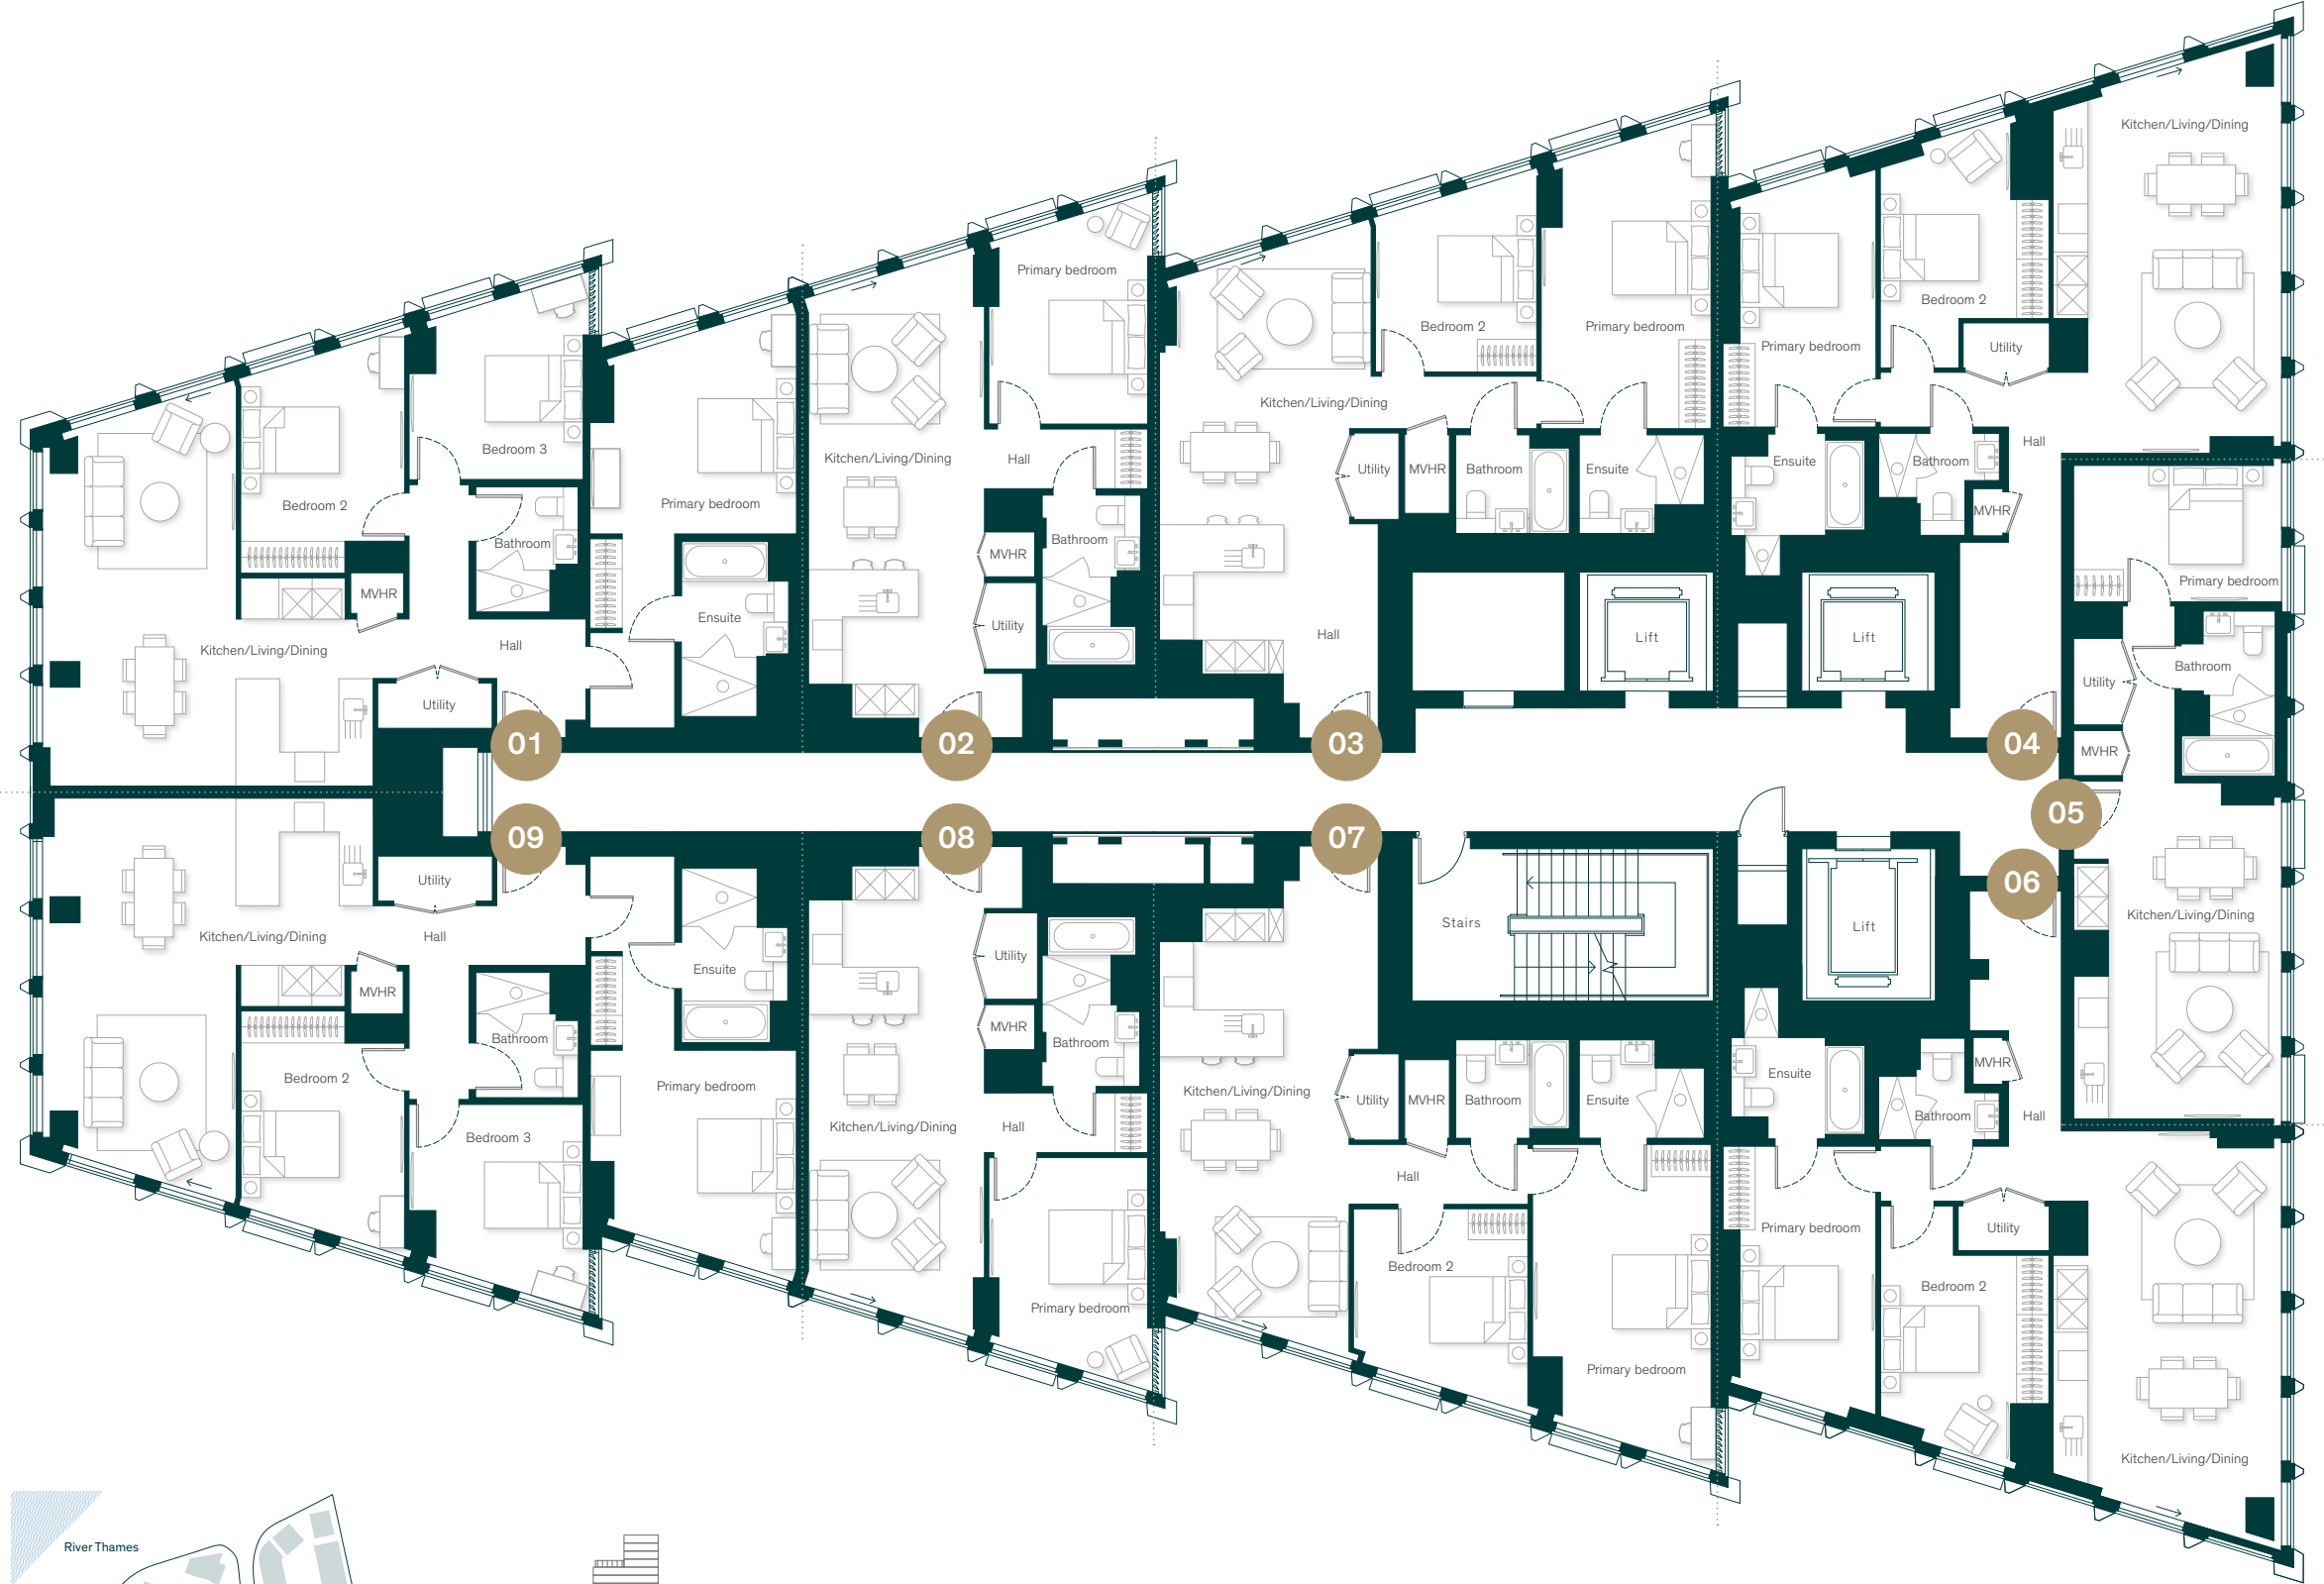 Kitchen/Living/Dining
Bedroom 2
Primary bedroom
Primary bedroom
Bedroom 2
Primary bedroom
Utility
Primary bedroom
Kitchen/Living/Dining
Hall
Bedroom 3
Kitchen/Living/Dining
Hall
Utility
MVHR
Bathroom
Ensuite
Ensuite
Bathroom
Bedroom 2
Primary bedroom
MVHR
Bathroom
Bathroom
MVHR
Primary bedroom
MVHR
Ensuite
Utility
Hall
Lift
Lift
Kitchen/Living/Dining
Hall
Bathroom
Utility
Utility
MVHR
01
02
03
04
05
09
08
07
06
Utility
Stairs
Lift
Kitchen/Living/Dining
Kitchen/Living/Dining
Hall
Utility
Ensuite
MVHR
MVHR
Bathroom
Bathroom
MVHR
Ensuite
Bedroom 2
Primary bedroom
Kitchen/Living/Dining
Utility
MVHR
Bathroom
Ensuite
Bathroom
Hall
Bedroom 3
Kitchen/Living/Dining
Hall
Hall
Primary bedroom
Utility
Bedroom 2
Bedroom 2
Primary bedroom
Primary bedroom
Kitchen/Living/Dining
River Thames